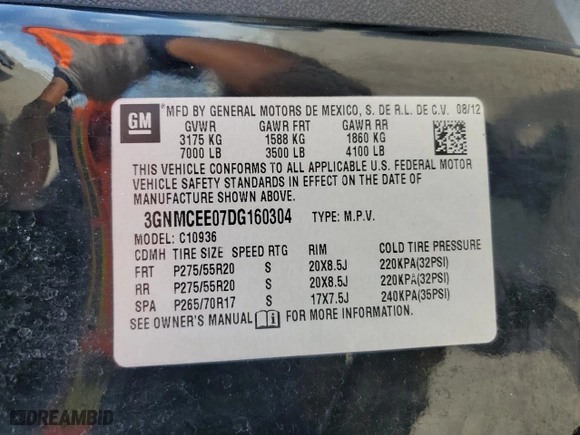 GM ®MFD BY GENERAL MOTORS DE MEXICO, S. DE R.L. DE C.V. 08/12
GVWR GAWR FRT GAWR RR
3175 KG 1588 KG 1860 KG
7000 LB 3500 LB 4100 LB
THIS VEHICLE CONFORMS TO ALL APPLICABLE U.S. FEDERAL MOTOR
VEHICLE SAFETY STANDARDS IN EFFECT ON THE DATE OF
MANUFACTURE SHOWN ABOVE.
3GNMCEE07DG160304 TYPE: M.P.V.
MODEL: C10936
CDMH TIRE SIZE SPEED RTG RIM COLD TIRE PRESSURE
FRT P275/55R20 S 20X8.5J 220KPA(32PSI)
RR P275/55R20 S 20X8.5J 220KPA(32PSI)
SPA P265/70R17 S 17X7.5J 240KPA(35PSI)
SEE OWNER'S MANUAL FOR MORE INFORMATION.
DREAMBID